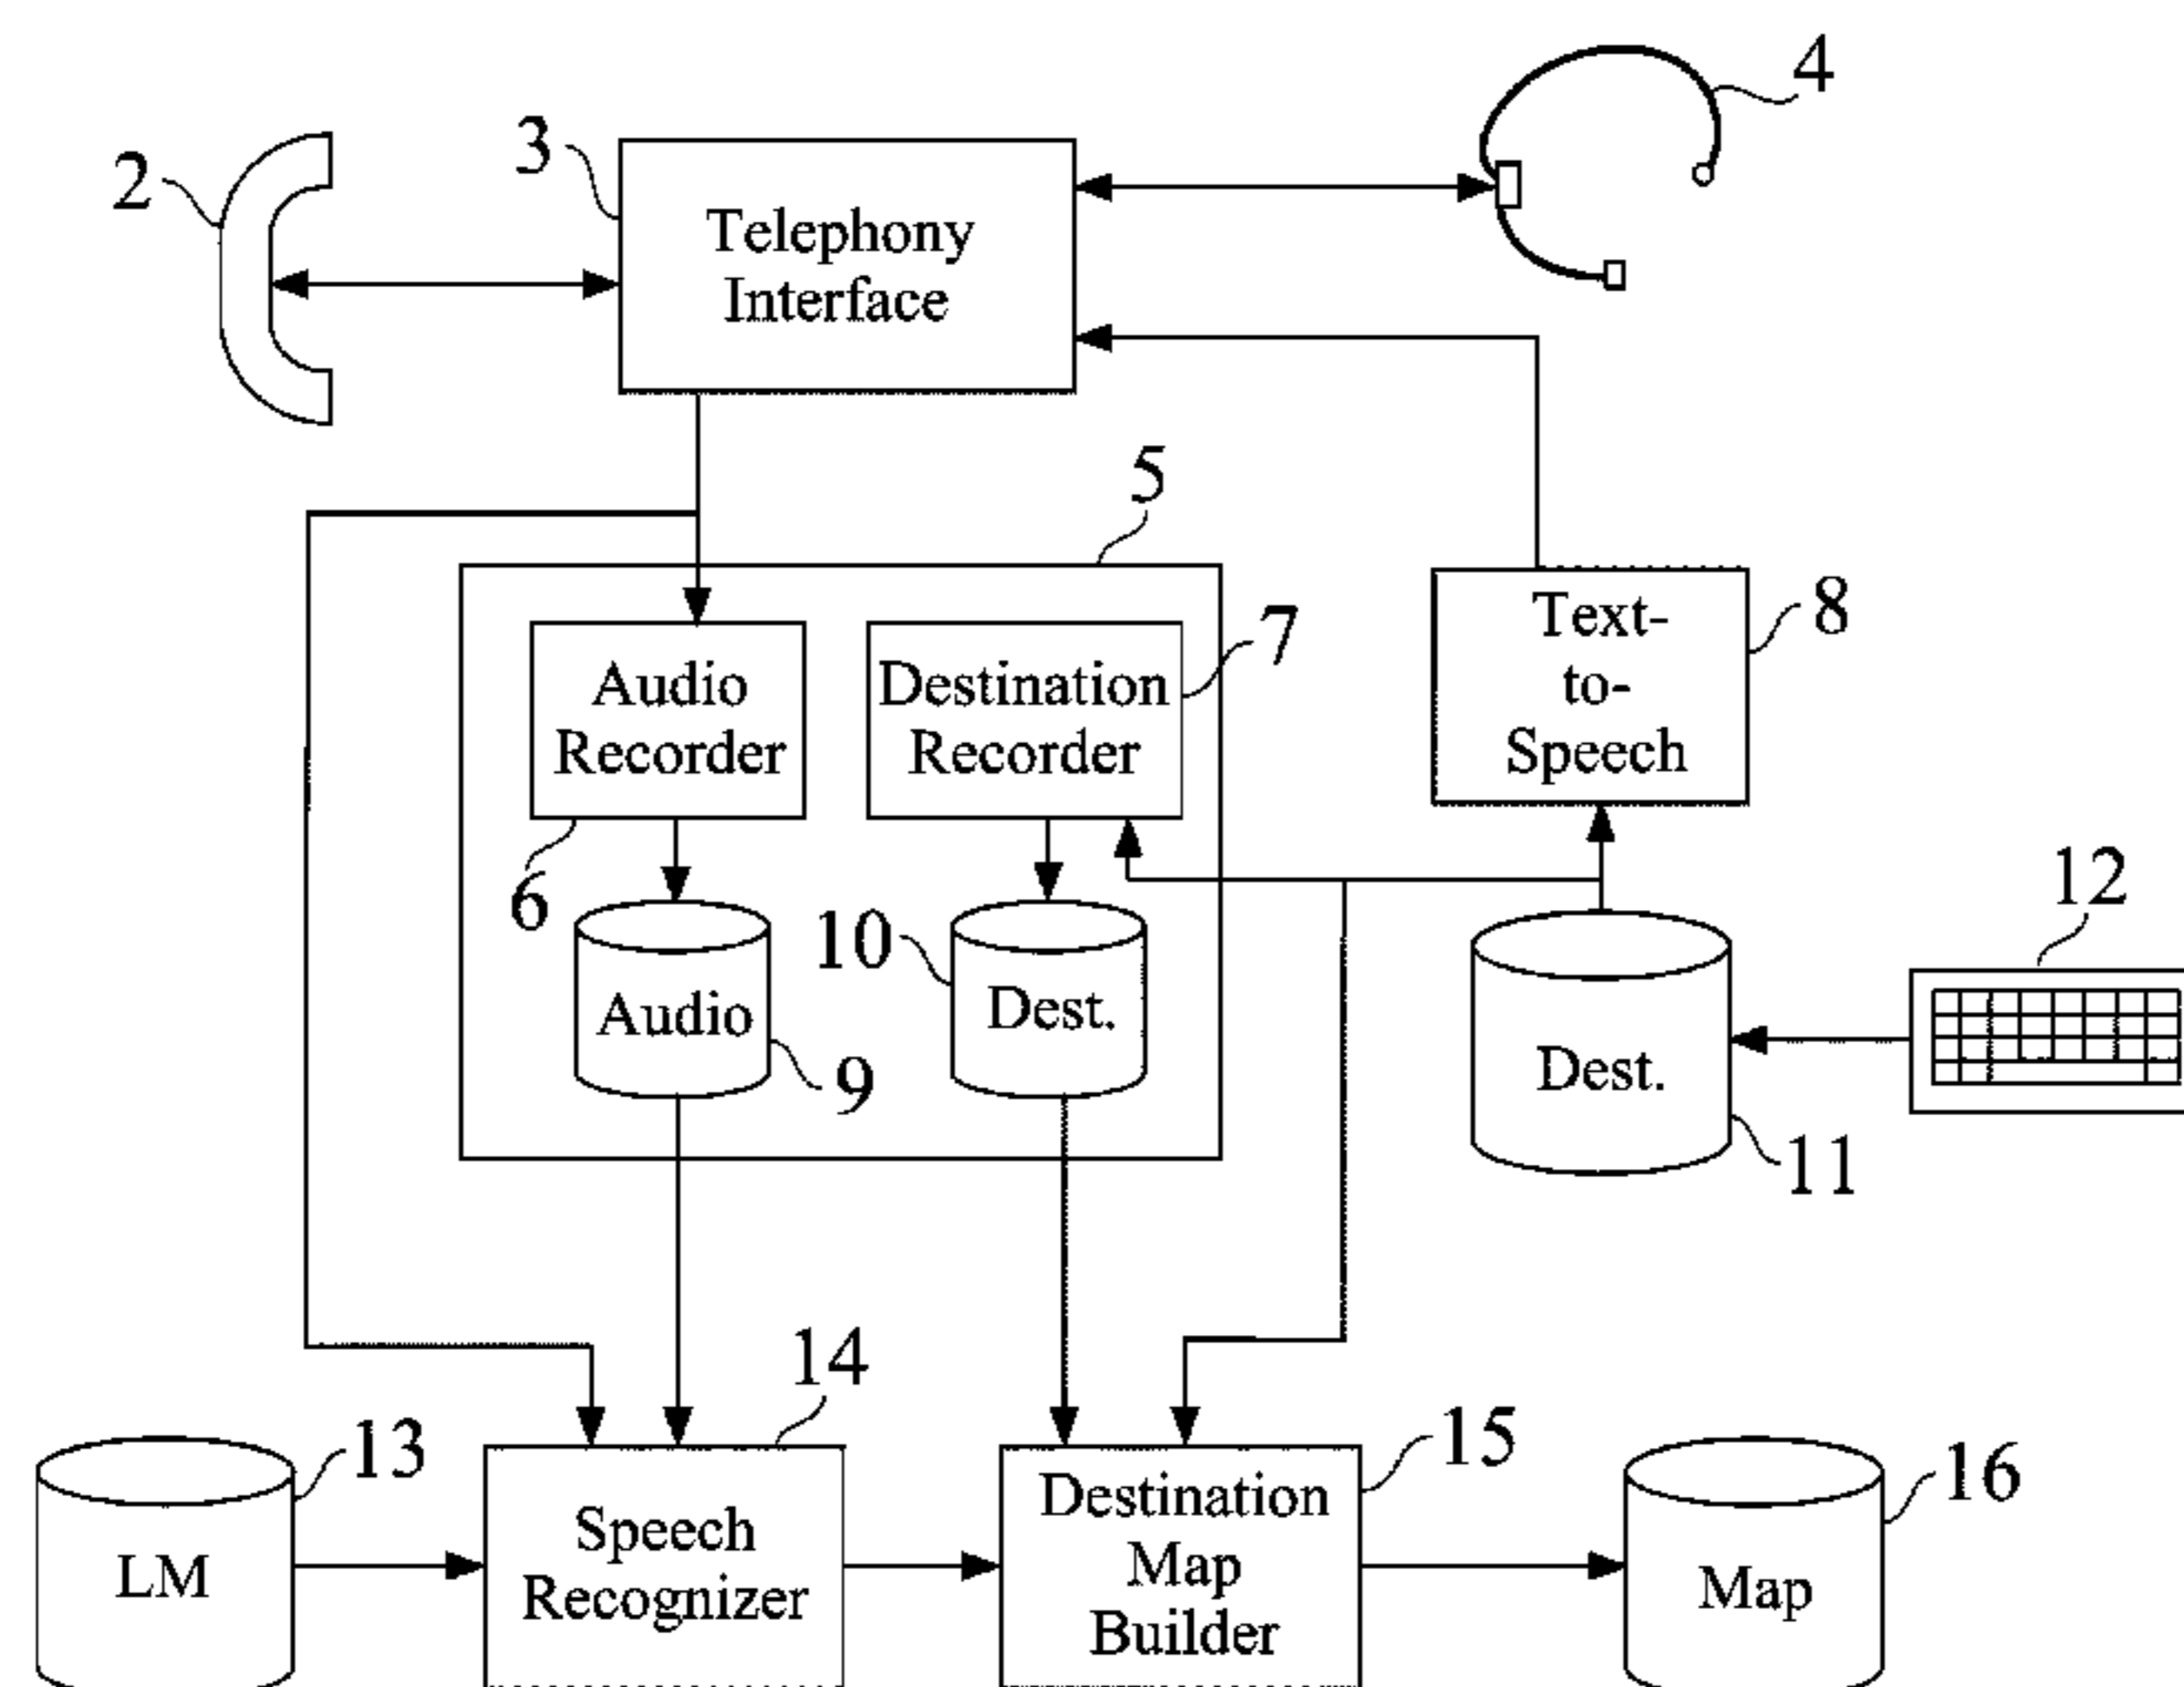 4
3
2
Telephony
Interface
5
7
8
Text-
to-
Speech
Audio
Recorder
Destination
Recorder
6
12
10
Audio
Dest.
9
Dest.
11
14
13
15
16
LM
Speech
Recognizer
Destination
Map
Builder
Map